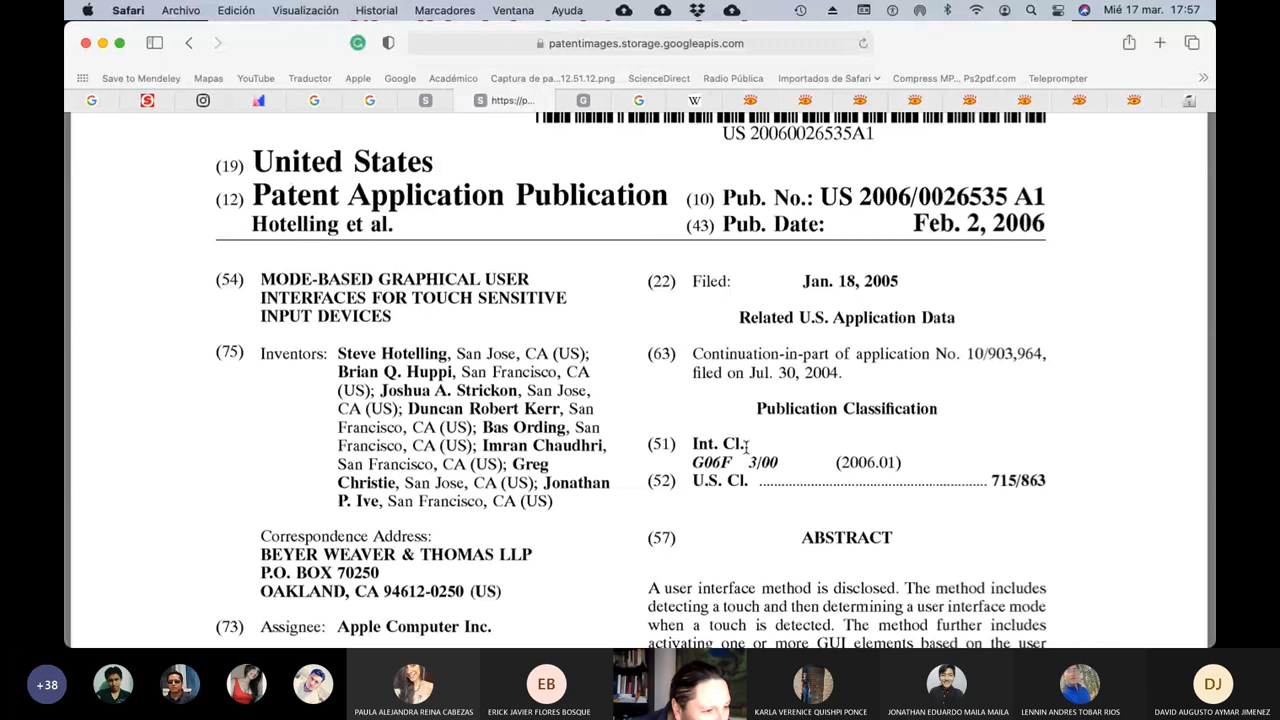 Safari Archivo Edición Visualización Historial Marcadores Ventana Ayuda Mié 17 mar. 17:57
patentimages.storage.googleapis.com
Save to Mendeley Mapas YouTube Traductor Apple Google Académico Captura de pa...12.51.12.png ScienceDirect Radio Pública Importados de Safari Compress MP... Ps2pdf.com Teleprompter
https://p...
US 20060026535A1
(19) United States
(12) Patent Application Publication
Hotelling et al.
(10) Pub. No.: US 2006/0026535 A1
(43) Pub. Date: Feb. 2, 2006
(54) MODE-BASED GRAPHICAL USER
INTERFACES FOR TOUCH SENSITIVE
INPUT DEVICES
(75) Inventors: Steve Hotelling, San Jose, CA (US);
Brian Q. Huppi, San Francisco, CA
(US); Joshua A. Strickon, San Jose,
CA (US); Duncan Robert Kerr, San
Francisco, CA (US); Bas Ording, San
Francisco, CA (US); Imran Chaudhri,
San Francisco, CA (US); Greg
Christie, San Jose, CA (US); Jonathan
P. Ive, San Francisco, CA (US)
Correspondence Address:
BEYER WEAVER & THOMAS LLP
P.O. BOX 70250
OAKLAND, CA 94612-0250 (US)
(73) Assignee: Apple Computer Inc.
(22) Filed: Jan. 18, 2005
Related U.S. Application Data
(63) Continuation-in-part of application No. 10/903,964,
filed on Jul. 30, 2004.
Publication Classification
(51) Int. Cl.
G06F 3/00 (2006.01)
(52) U.S. Cl. .................................................. 715/863
(57) ABSTRACT
A user interface method is disclosed. The method includes
detecting a touch and then determining a user interface mode
when a touch is detected. The method further includes
activating one or more GUI elements based on the user
+38
EB
DJ
PAULA ALEJANDRA REINA CABEZAS
ERICK JAVIER FLORES BOSQUE
KARLA VERENICE QUISHPI PONCE
JONATHAN EDUARDO MAILA MAILA
LENNIN ANDRES TOBAR RIOS
DAVID AUGUSTO AYMAR JIMENEZ